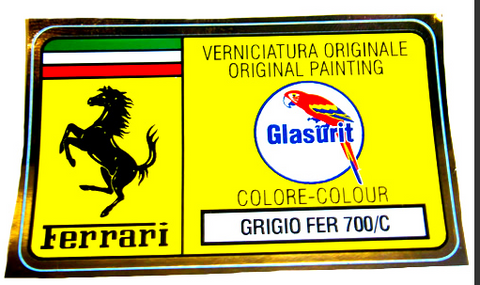 VERNICIATURA ORIGINALE
ORIGINAL PAINTING
Glasurit
COLORE-COLOUR
GRIGIO FER 700/C
Ferrari